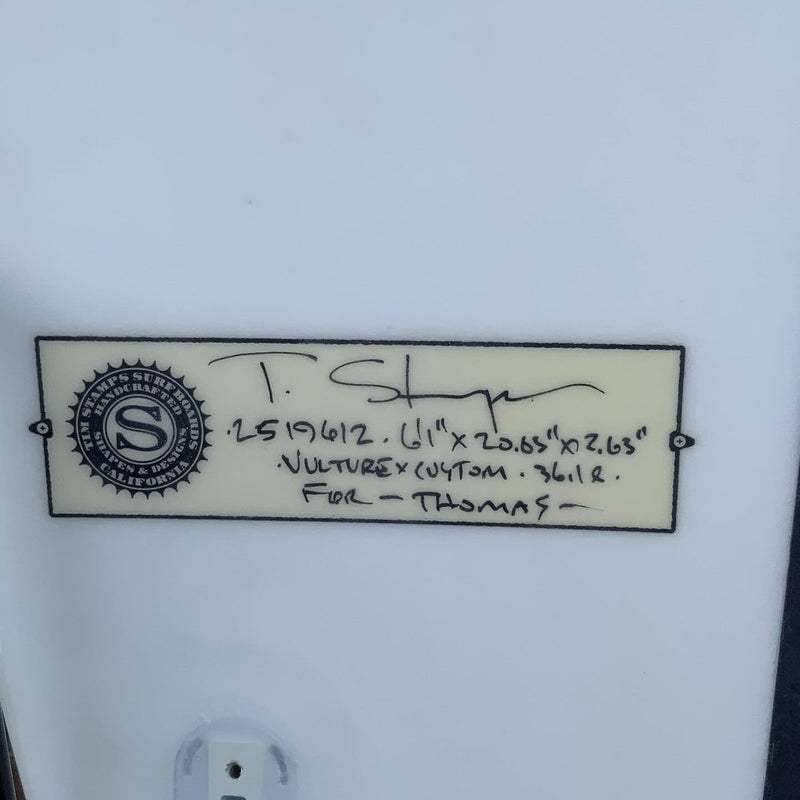 TIM STAMPS SURFBOARDS
HANDCRAFTED
S
SHAPES & DESIGNS
CALIFORNIA
T. Stamps
.2519612. 6'1" x 20.63" x 2.63"
.VULTURE x CUSTOM . 36.1 L.
FOR - THOMAS -